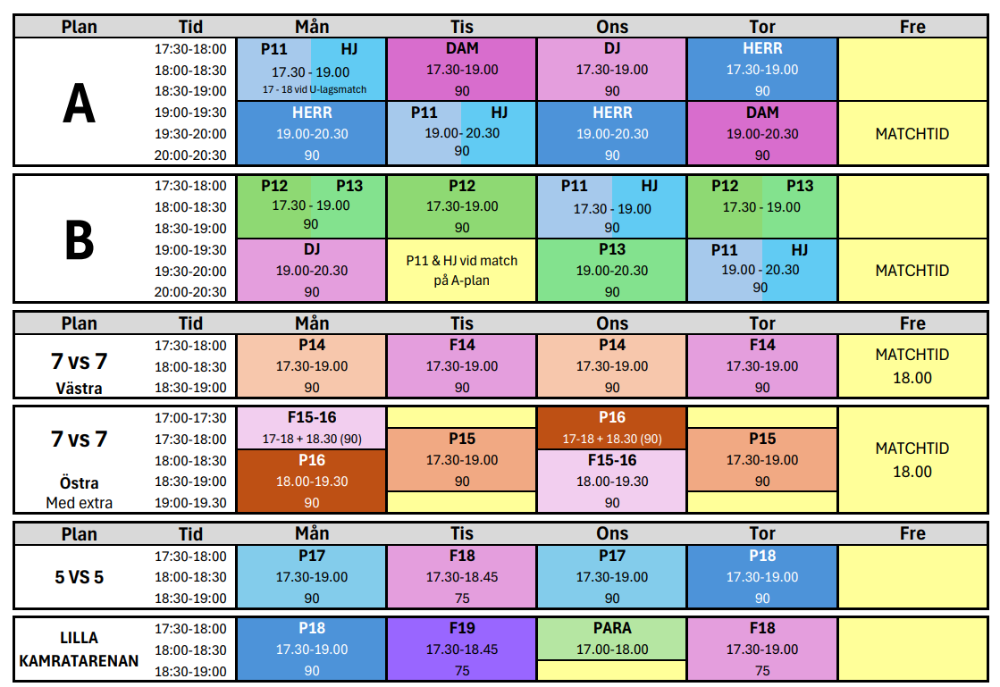 Plan Tid Mån Tis Ons Tor Fre
A
17:30-18:00
18:00-18:30
18:30-19:00
19:00-19:30
19:30-20:00
20:00-20:30
P11 HJ
17.30 - 19.00
17 - 18 vid U-lagsmatch
HERR
19.00-20.30
90
DAM
17.30-19.00
90
P11 HJ
19.00- 20.30
90
DJ
17.30-19.00
90
HERR
19.00-20.30
90
HERR
17.30-19.00
90
DAM
19.00-20.30
90
MATCHTID
B
17:30-18:00
18:00-18:30
18:30-19:00
19:00-19:30
19:30-20:00
20:00-20:30
P12 P13
17.30 - 19.00
90
DJ
19.00-20.30
90
P12
17.30-19.00
90
P11 & HJ vid match
på A-plan
P11 HJ
17.30 - 19.00
90
P13
19.00-20.30
90
P12 P13
17.30 - 19.00
P11 HJ
19.00 - 20.30
90
MATCHTID
Plan Tid Mån Tis Ons Tor Fre
7 vs 7
Västra
17:30-18:00
18:00-18:30
18:30-19:00
P14
17.30-19.00
90
F14
17.30-19.00
90
P14
17.30-19.00
90
F14
17.30-19.00
90
MATCHTID
18.00
7 vs 7
Östra
Med extra
17:00-17:30
17:30-18:00
18:00-18:30
18:30-19:00
19:00-19.30
F15-16
17-18 + 18.30 (90)
P16
18.00-19.30
90
P15
17.30-19.00
90
P16
17-18 + 18.30 (90)
F15-16
18.00-19.30
90
P15
17.30-19.00
90
MATCHTID
18.00
Plan Tid Mån Tis Ons Tor Fre
5 VS 5
17:30-18:00
18:00-18:30
18:30-19:00
P17
17.30-19.00
90
F18
17.30-18.45
75
P17
17.30-19.00
90
P18
17.30-19.00
90
LILLA
KAMRATARENAN
17:30-18:00
18:00-18:30
18:30-19:00
P18
17.30-19.00
90
F19
17.30-18.45
75
PARA
17.00-18.00
F18
17.30-19.00
75